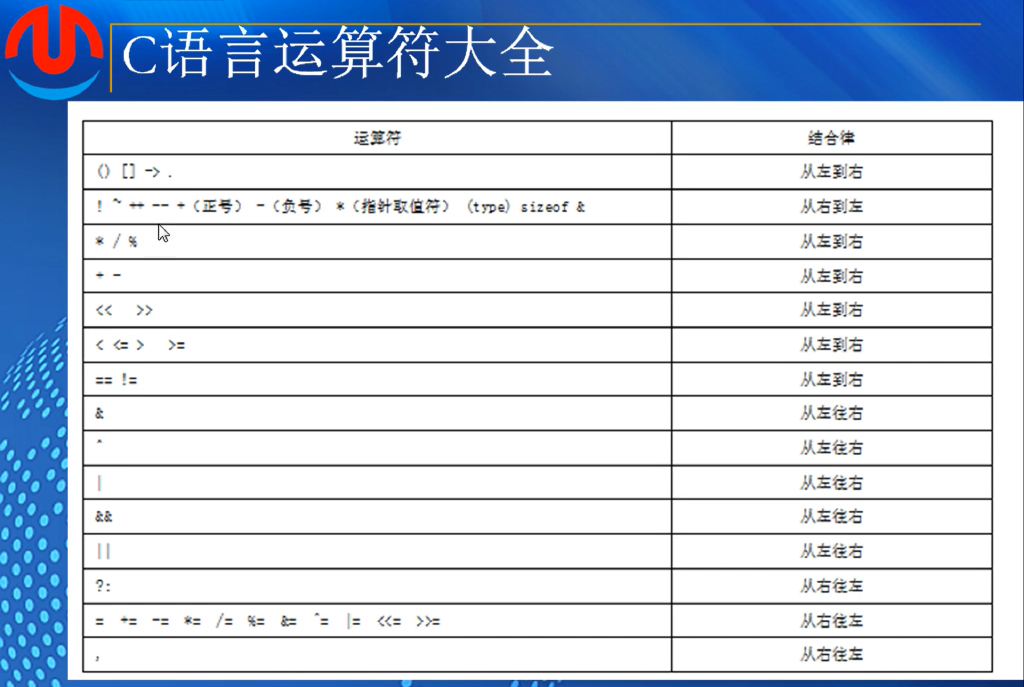 C语言运算符大全
运算符 结合律
() [] -> . 从左到右
! ~ ++ -- +（正号） -（负号） *（指针取值符） (type) sizeof & 从右到左
* / % 从左到右
+ - 从左到右
<< >> 从左到右
< <= > >= 从左到右
== != 从左到右
& 从左往右
^ 从左往右
| 从左往右
&& 从左往右
|| 从左往右
?: 从右往左
= += -= *= /= %= &= ^= |= <<= >>= 从右往左
, 从右往左